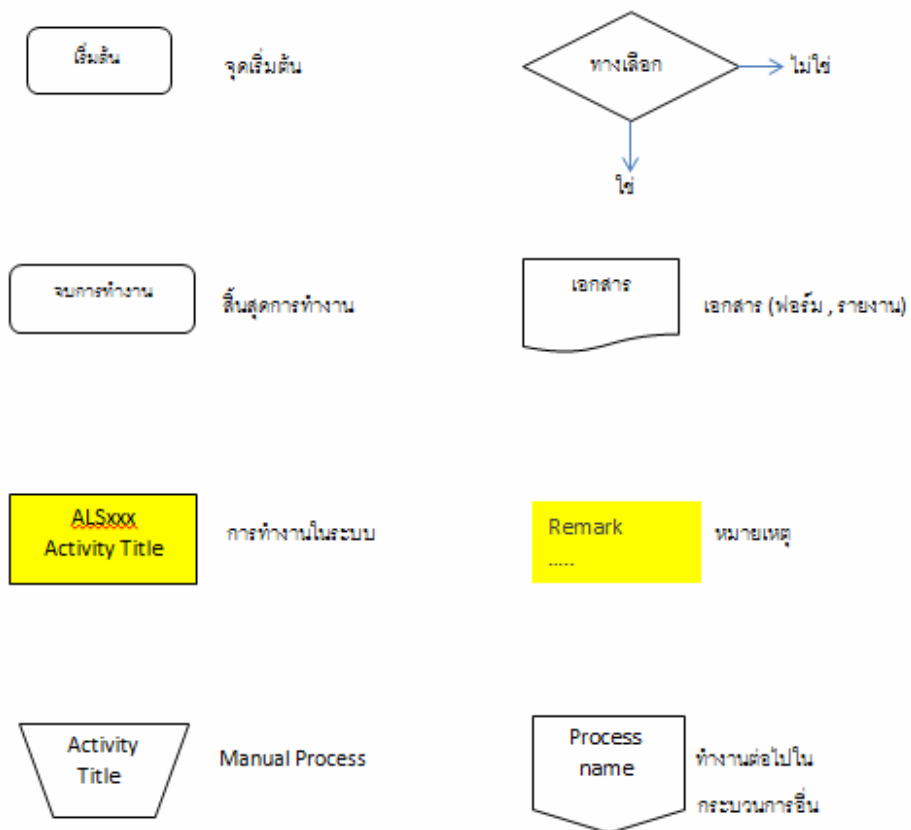 เริ่มต้น
จุดเริ่มต้น
ทางเลือก
ไม่ใช่
ใช่
จบการทำงาน
สิ้นสุดการทำงาน
เอกสาร
เอกสาร (ฟอร์ม , รายงาน)
ALSxxx
Activity Title
การทำงานในระบบ
Remark
.....
หมายเหตุ
Activity
Title
Manual Process
Process
name
ทำงานต่อไปใน
กระบวนการอื่น